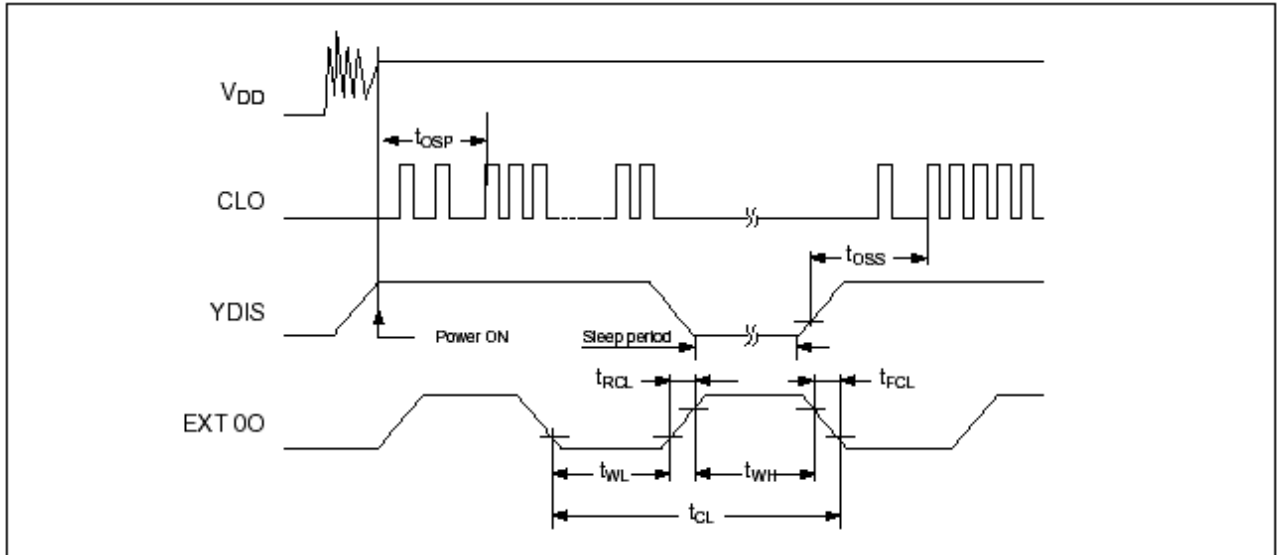 VDD
tOSP
CLO
tOSS
YDIS
Power ON
Sleep period
tRCL
tFCL
EXT 0O
tWL
tWH
tCL